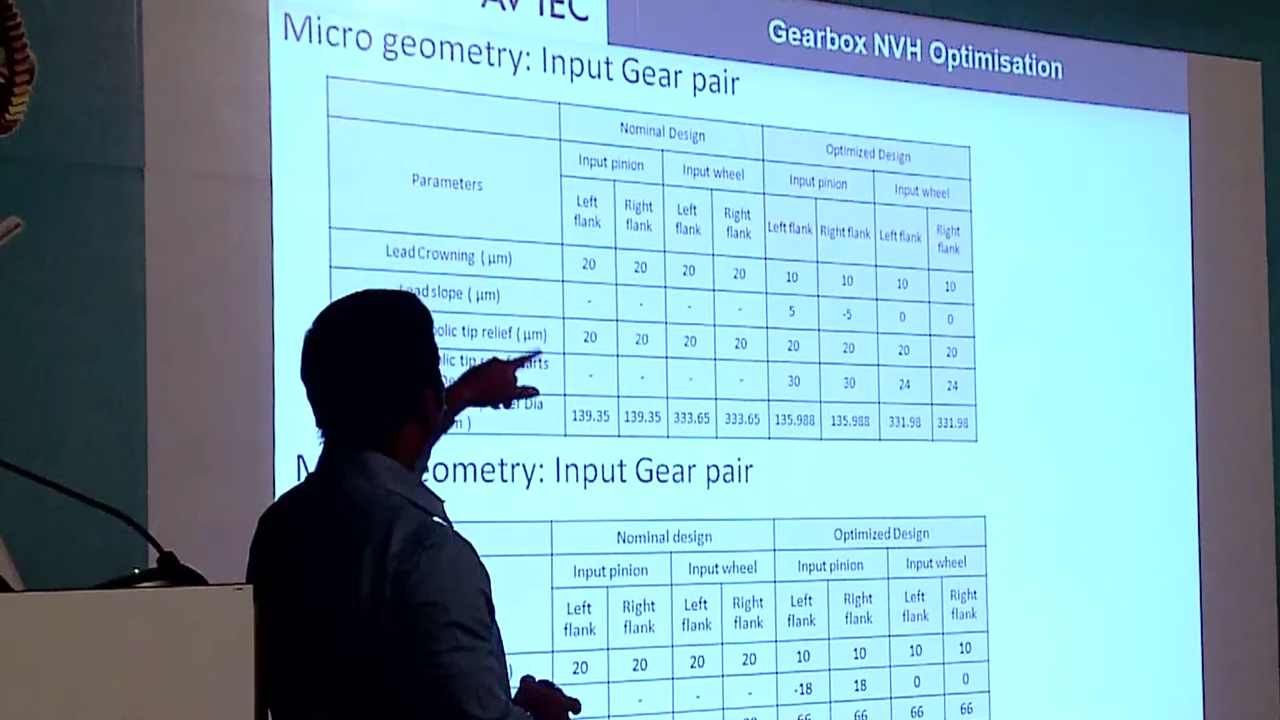 AVTEC
Gearbox NVH Optimisation
Micro geometry: Input Gear pair
Nominal Design Optimized Design
Parameters Input pinion Input wheel Input pinion Input wheel
Left flank Right flank Left flank Right flank Left flank Right flank Left flank Right flank
Lead Crowning ( µm) 20 20 20 20 10 10 10 10
slope ( µm) - - - - 5 -5 0 0
tip relief ( µm) 20 20 20 20 20 20 20 20
tip - - - - 30 30 24 24
Dia 139.35 139.35 333.65 333.65 135.988 135.988 331.98 331.98
Input Gear pair
Nominal design Optimized Design
Input pinion Input wheel Input pinion Input wheel
Left flank Right flank Left flank Right flank Left flank Right flank Left flank Right flank
) 20 20 20 20 10 10 10 10
- - - -18 18 0 0
66 66 66 66